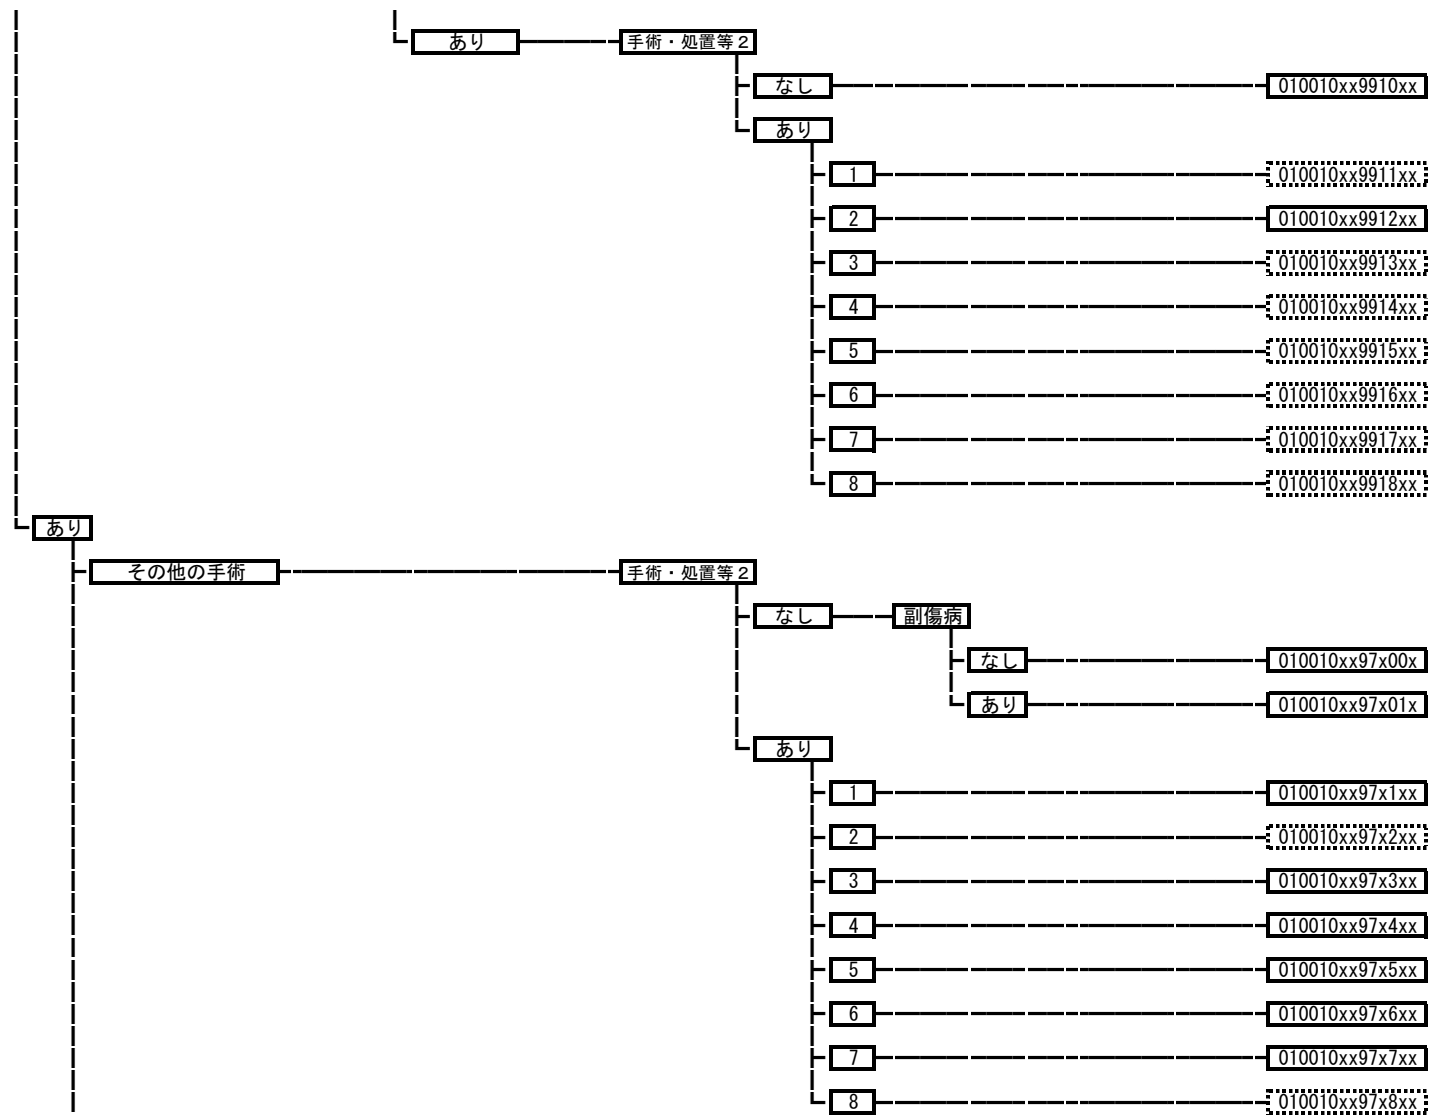 あり 手術・処置等２
なし 010010xx9910xx
あり
1 010010xx9911xx
2 010010xx9912xx
3 010010xx9913xx
4 010010xx9914xx
5 010010xx9915xx
6 010010xx9916xx
7 010010xx9917xx
8 010010xx9918xx
あり
その他の手術 手術・処置等２
なし 副傷病
なし 010010xx97x00x
あり 010010xx97x01x
あり
1 010010xx97x1xx
2 010010xx97x2xx
3 010010xx97x3xx
4 010010xx97x4xx
5 010010xx97x5xx
6 010010xx97x6xx
7 010010xx97x7xx
8 010010xx97x8xx